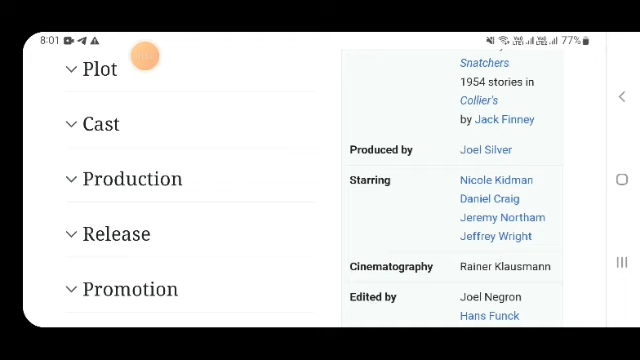 8:01
77%
Plot
Cast
Production
Release
Promotion
Snatchers
1954 stories in
Collier's
by Jack Finney
Produced by
Joel Silver
Starring
Nicole Kidman
Daniel Craig
Jeremy Northam
Jeffrey Wright
Cinematography
Rainer Klausmann
Edited by
Joel Negron
Hans Funck